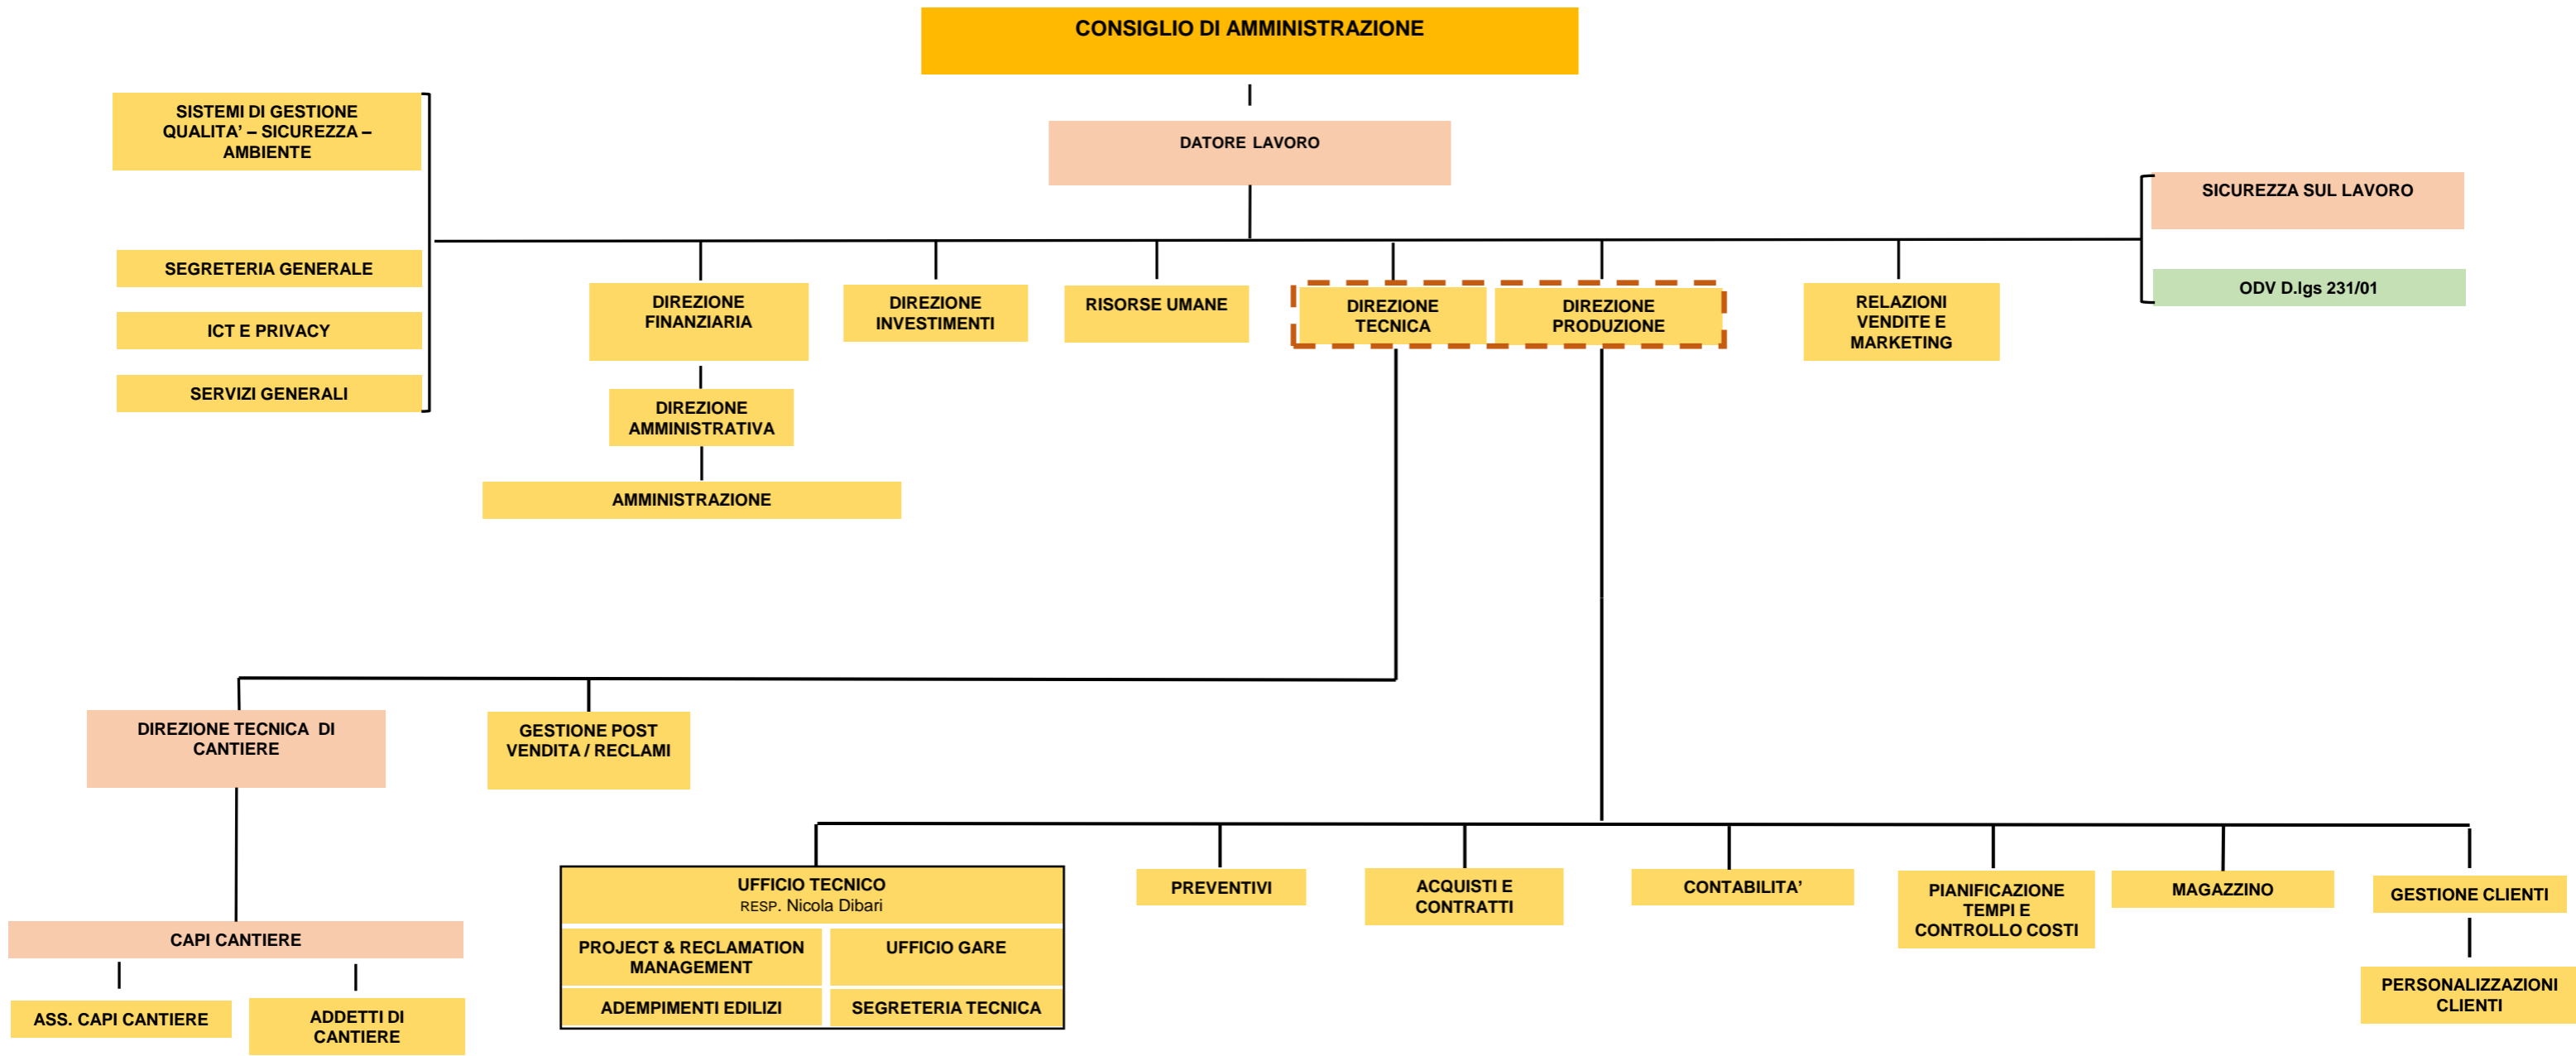 CONSIGLIO DI AMMINISTRAZIONE
DATORE LAVORO
SISTEMI DI GESTIONE
QUALITA' – SICUREZZA –
AMBIENTE
SEGRETERIA GENERALE
ICT E PRIVACY
SERVIZI GENERALI
SICUREZZA SUL LAVORO
ODV D.lgs 231/01
DIREZIONE
FINANZIARIA
DIREZIONE
INVESTIMENTI
RISORSE UMANE
DIREZIONE
TECNICA
DIREZIONE
PRODUZIONE
RELAZIONI
VENDITE E
MARKETING
DIREZIONE
AMMINISTRATIVA
AMMINISTRAZIONE
DIREZIONE TECNICA DI
CANTIERE
GESTIONE POST
VENDITA / RECLAMI
CAPI CANTIERE
ASS. CAPI CANTIERE
ADDETTI DI
CANTIERE
UFFICIO TECNICO
RESP. Nicola Dibari
PROJECT & RECLAMATION
MANAGEMENT
UFFICIO GARE
ADEMPIMENTI EDILIZI
SEGRETERIA TECNICA
PREVENTIVI
ACQUISTI E
CONTRATTI
CONTABILITA'
PIANIFICAZIONE
TEMPI E
CONTROLLO COSTI
MAGAZZINO
GESTIONE CLIENTI
PERSONALIZZAZIONI
CLIENTI